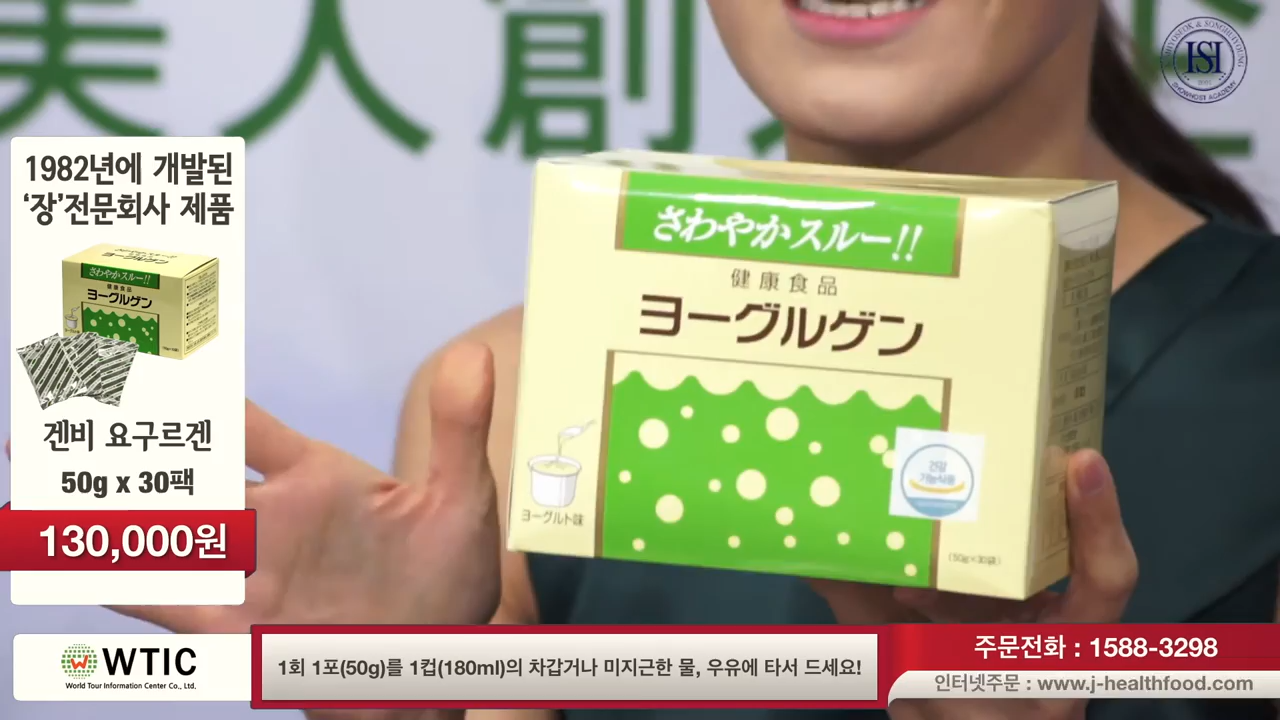 美人創
HYOSEOK & SONGHUIYOUNG
SHOWHOST ACADEMY
1982년에 개발된
‘장’전문회사 제품
さわやかスルー!!
健康食品
ヨーグルゲン
겐비 요구르겐
50g x 30팩
130,000원
さわやかスルー!!
健康食品
ヨーグルゲン
ヨーグルト味
건강
기능식품
(50g×30袋)
WTIC
World Tour Information Center Co., Ltd.
1회 1포(50g)를 1컵(180ml)의 차갑거나 미지근한 물, 우유에 타서 드세요!
주문전화 : 1588-3298
인터넷주문 : www.j-healthfood.com